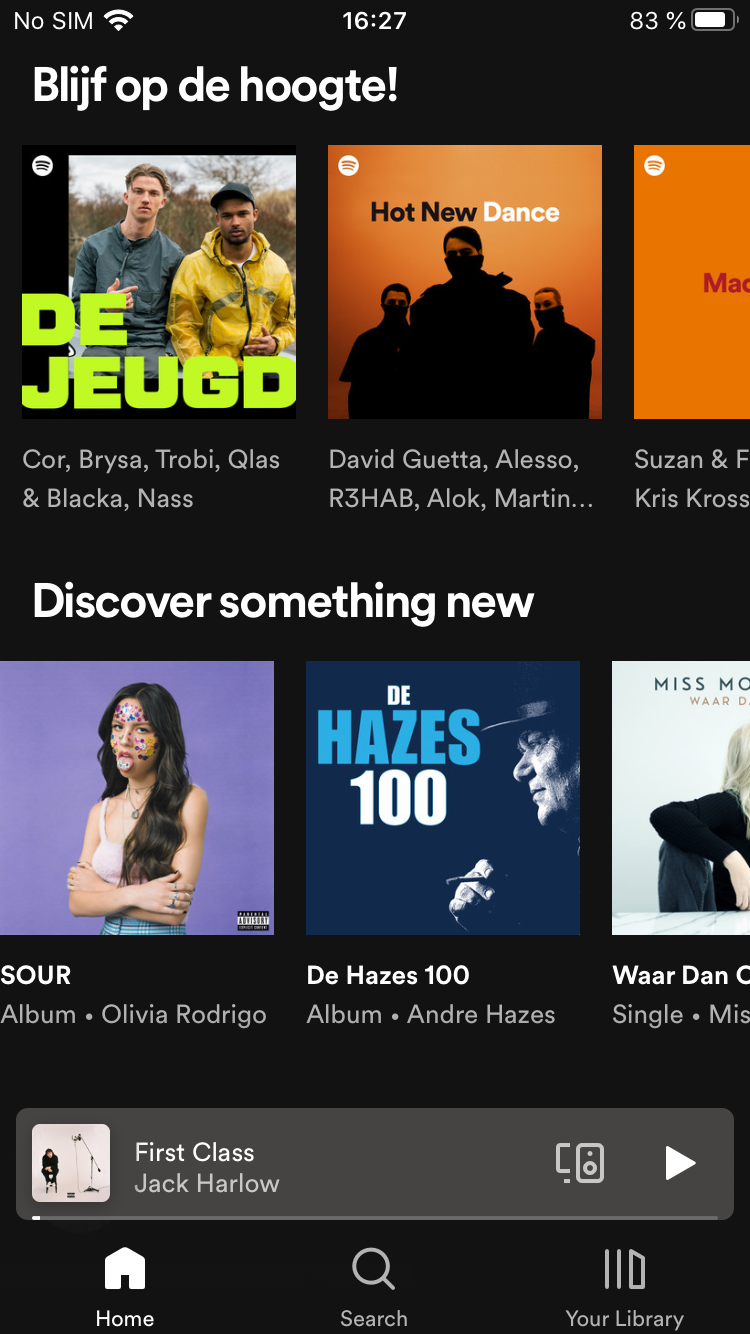 No SIM 16:27 83 %
Blijf op de hoogte!
DE
JEUGD
Hot New Dance
Cor, Brysa, Trobi, Qlas
& Blacka, Nass
David Guetta, Alesso,
R3HAB, Alok, Martin...
Suzan & F
Kris Kross
Discover something new
PARENTAL
ADVISORY
EXPLICIT CONTENT
DE
HAZES
100
MISS MO
WAAR DA
SOUR
Album • Olivia Rodrigo
De Hazes 100
Album • Andre Hazes
Waar Dan
Single • Mis
First Class
Jack Harlow
Home
Search
Your Library